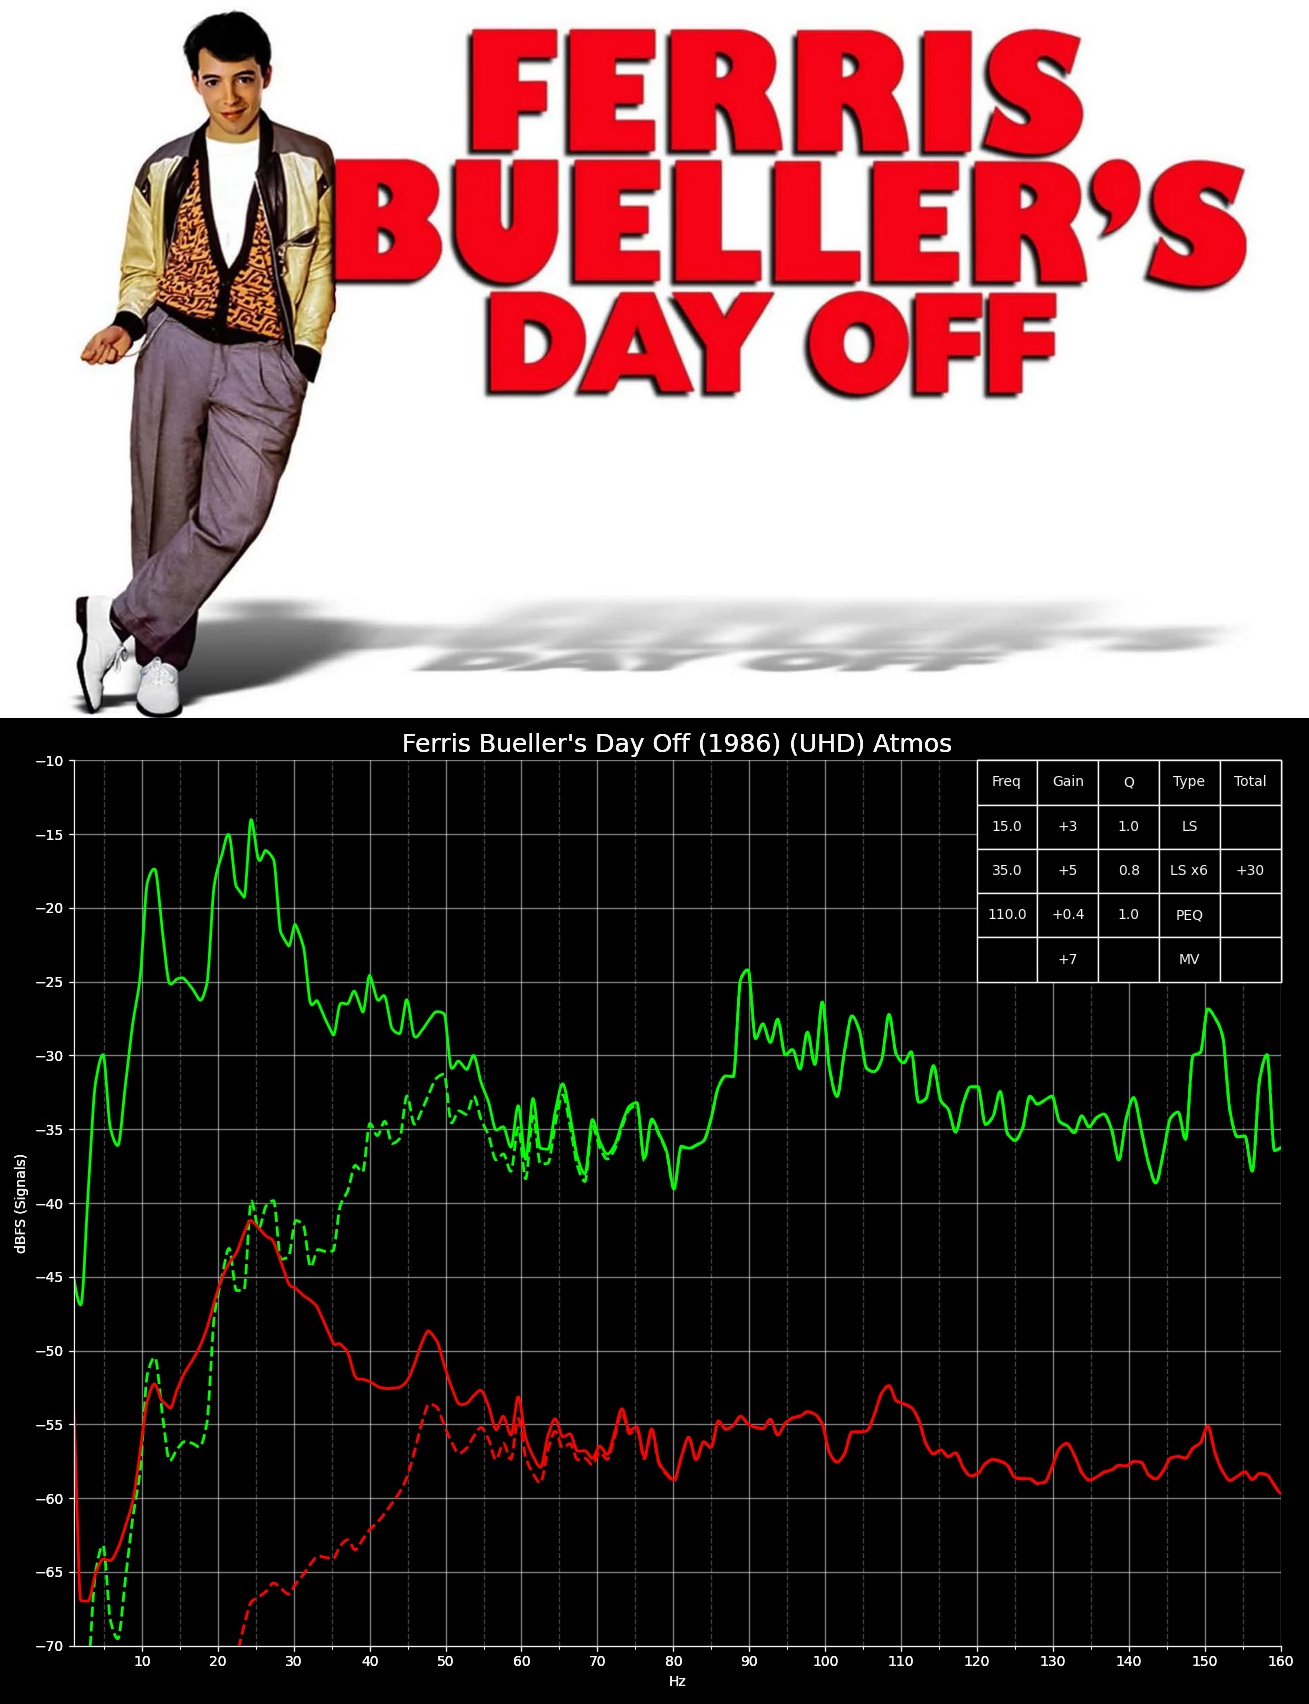 FERRIS
BUELLER'S
DAY OFF
DAY OFF
Ferris Bueller's Day Off (1986) (UHD) Atmos
Freq Gain Q Type Total
15.0 +3 1.0 LS
35.0 +5 0.8 LS x6 +30
110.0 +0.4 1.0 PEQ
+7 MV
−10
−15
−20
−25
−30
−35
−40
−45
−50
−55
−60
−65
−70
dBFS (Signals)
10 20 30 40 50 60 70 80 90 100 110 120 130 140 150 160
Hz